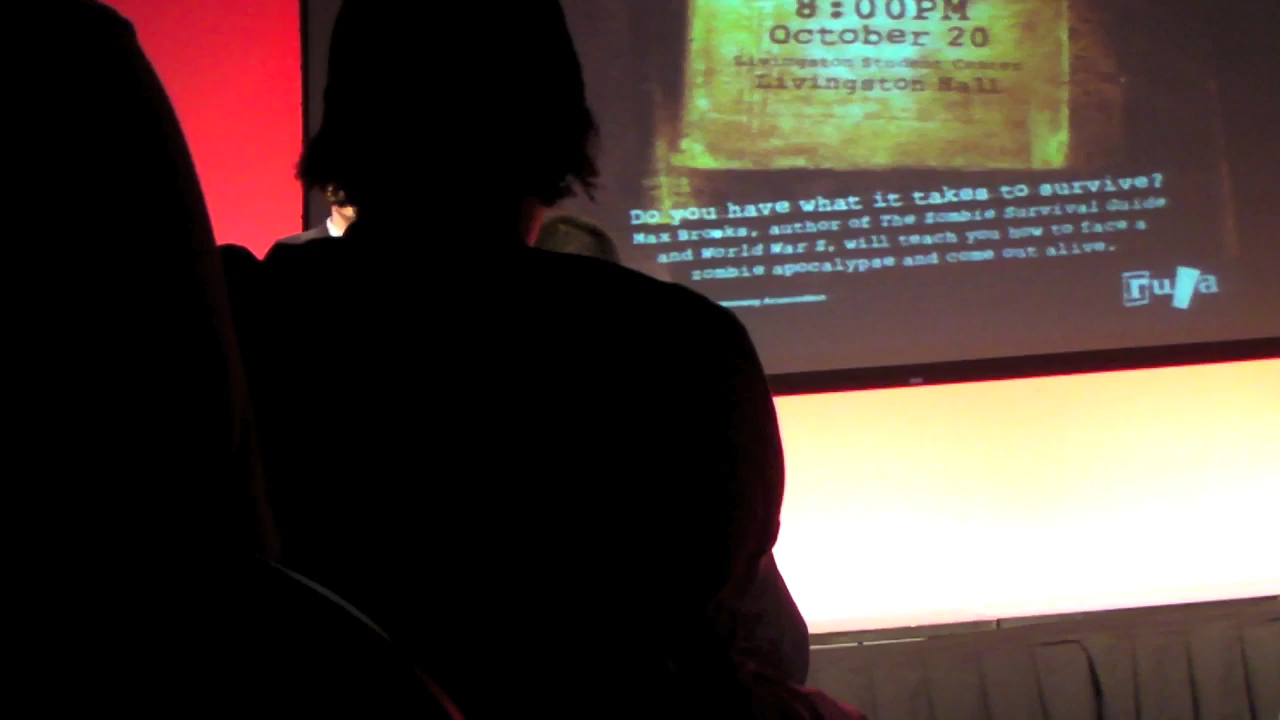 8:00PM
October 20
Livingston Student Center
Livingston Hall
Do you have what it takes to survive?
Max Brooks, author of The Zombie Survival Guide
and World War Z, will teach you how to face a
zombie apocalypse and come out alive.
rupa